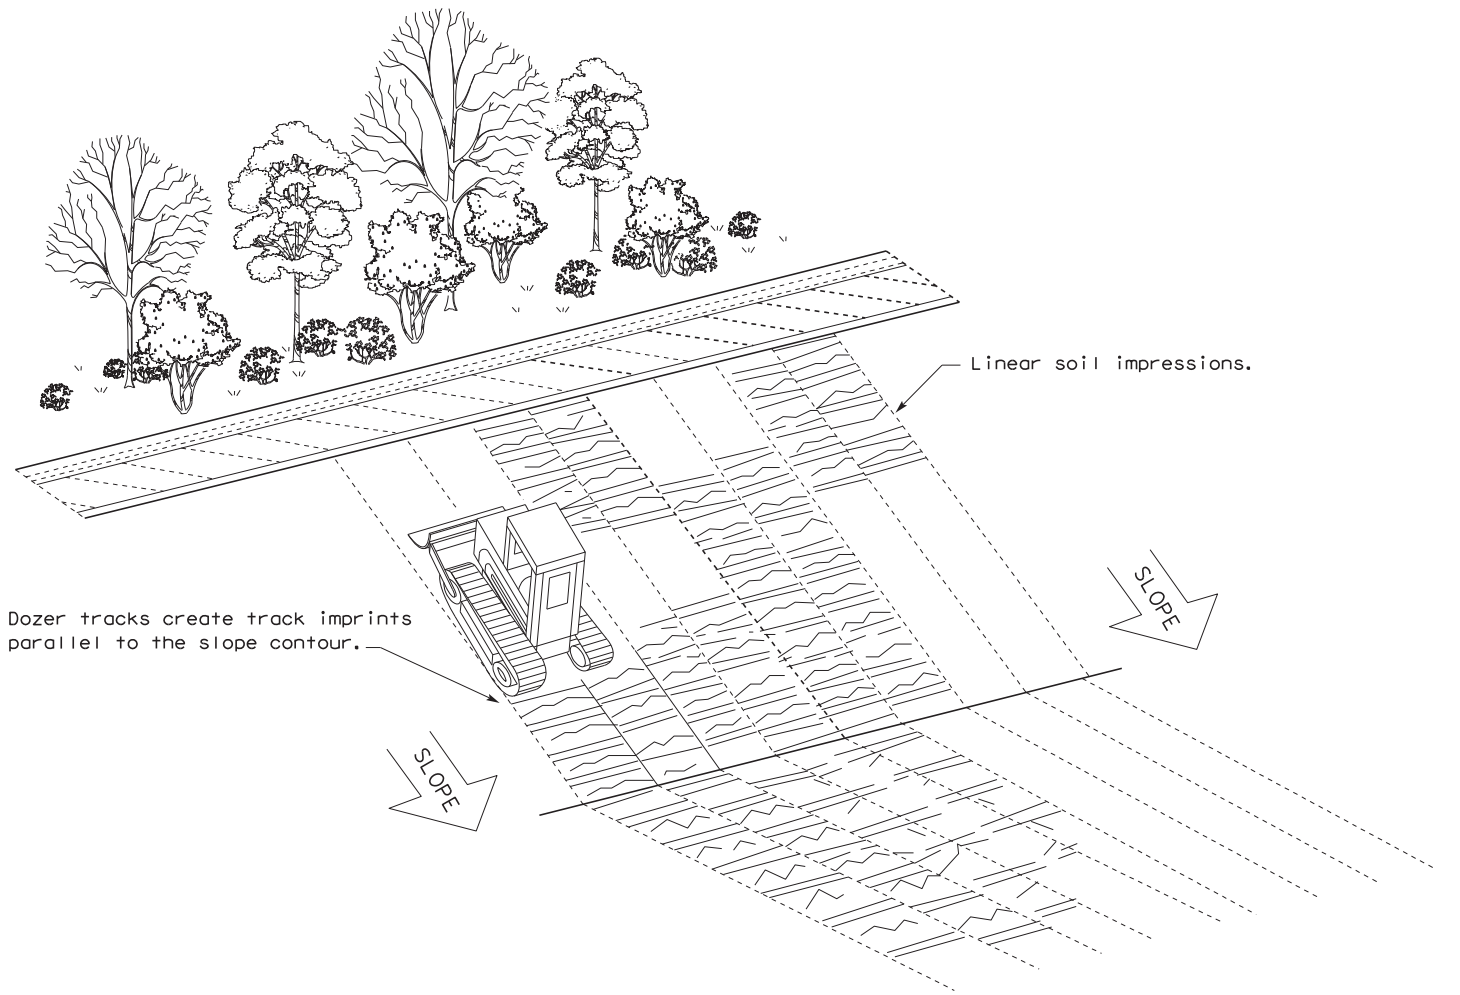 Linear soil impressions.
SLOPE
Dozer tracks create track imprints
parallel to the slope contour.
SLOPE